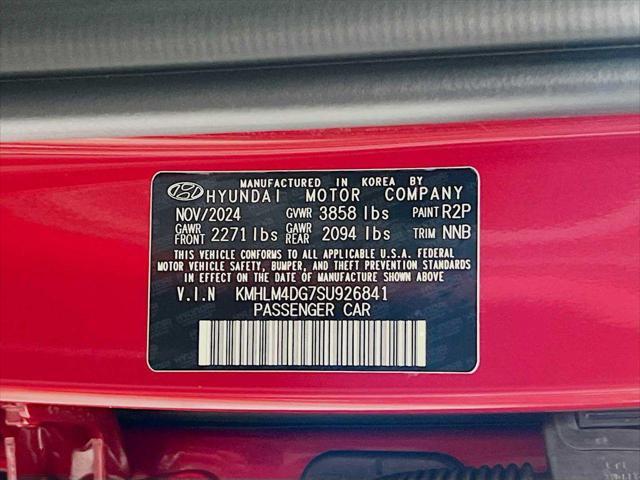 MANUFACTURED IN KOREA BY
HYUNDAI MOTOR COMPANY
NOV/2024 GVWR 3858 lbs PAINT R2P
GAWR FRONT 2271 lbs GAWR REAR 2094 lbs TRIM NNB
THIS VEHICLE CONFORMS TO ALL APPLICABLE U.S.A. FEDERAL
MOTOR VEHICLE SAFETY, BUMPER, AND THEFT PREVENTION STANDARDS
IN EFFECT ON THE DATE OF MANUFACTURE SHOWN ABOVE
V.I.N KMHLM4DG7SU926841
PASSENGER CAR